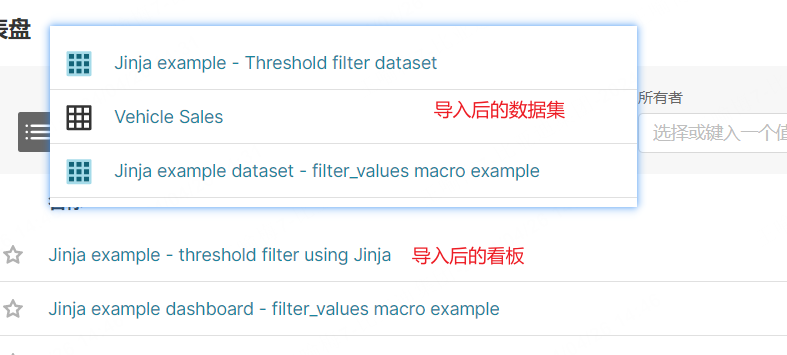 表盘
Jinja example - Threshold filter dataset
所有者
Vehicle Sales
导入后的数据集
选择或键入一个值
Jinja example dataset - filter_values macro example
Jinja example - threshold filter using Jinja
导入后的看板
Jinja example dashboard - filter_values macro example